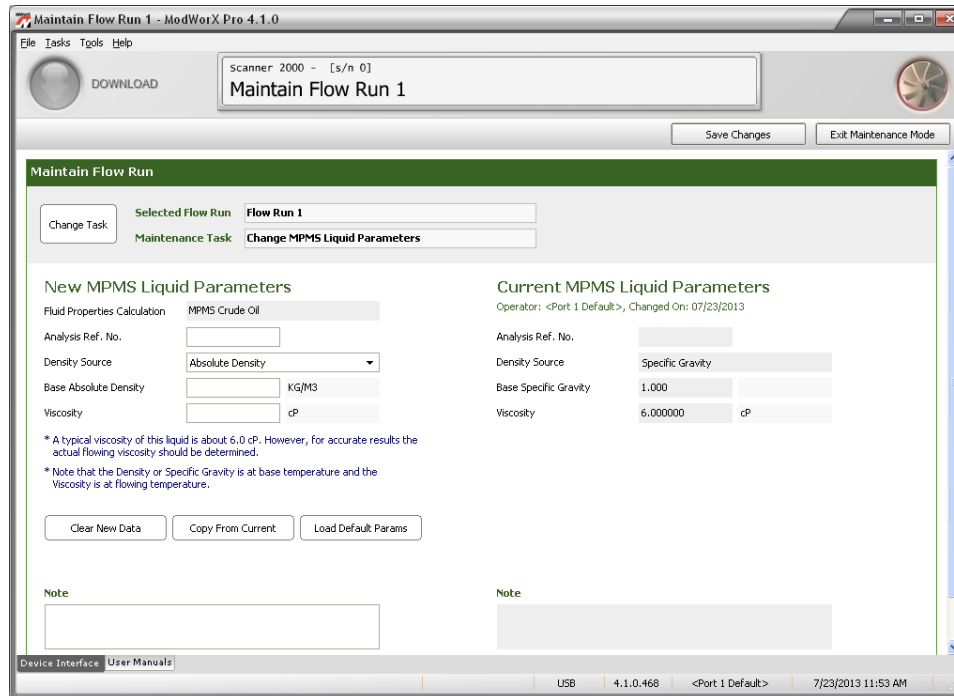 Maintain Flow Run 1 - ModWorX Pro 4.1.0
File Tasks Tools Help
DOWNLOAD
Scanner 2000 - [s/n 0]
Maintain Flow Run 1
Save Changes Exit Maintenance Mode
Maintain Flow Run
Change Task
Selected Flow Run Flow Run 1
Maintenance Task Change MPMS Liquid Parameters
New MPMS Liquid Parameters
Fluid Properties Calculation MPMS Crude Oil
Analysis Ref. No.
Density Source Absolute Density
Base Absolute Density KG/M3
Viscosity cP
* A typical viscosity of this liquid is about 6.0 cP. However, for accurate results the
actual flowing viscosity should be determined.
* Note that the Density or Specific Gravity is at base temperature and the
Viscosity is at flowing temperature.
Clear New Data Copy From Current Load Default Params
Note
Current MPMS Liquid Parameters
Operator: <Port 1 Default>, Changed On: 07/23/2013
Analysis Ref. No.
Density Source Specific Gravity
Base Specific Gravity 1.000
Viscosity 6.000000 cP
Note
Device Interface User Manuals
USB 4.1.0.468 <Port 1 Default> 7/23/2013 11:53 AM